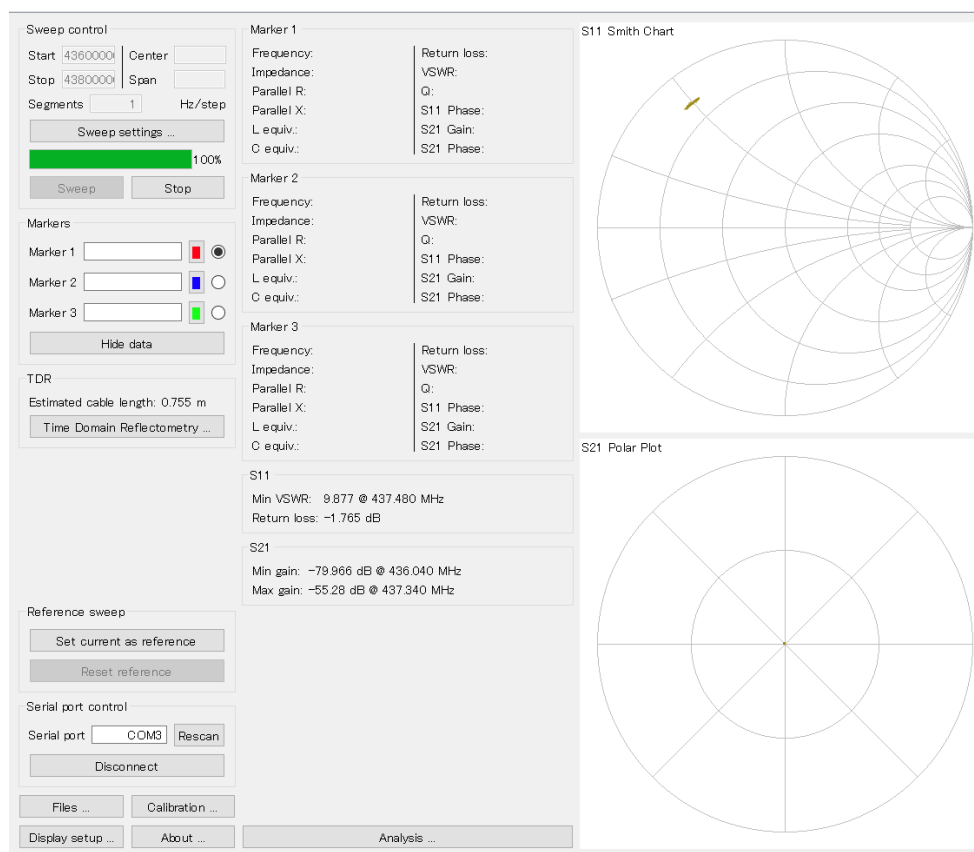 Sweep control
Start 4360000
Center
Stop 4380000
Span
Segments 1 Hz/step
Sweep settings ...
100%
Sweep
Stop
Markers
Marker 1
Marker 2
Marker 3
Hide data
TDR
Estimated cable length: 0.755 m
Time Domain Reflectometry ...
Reference sweep
Set current as reference
Reset reference
Serial port control
Serial port COM3 Rescan
Disconnect
Files ...
Calibration ...
Display setup ...
About ...
Marker 1
Frequency:
Impedance:
Parallel R:
Parallel X:
L equiv.:
C equiv.:
Return loss:
VSWR:
Q:
S11 Phase:
S21 Gain:
S21 Phase:
Marker 2
Frequency:
Impedance:
Parallel R:
Parallel X:
L equiv.:
C equiv.:
Return loss:
VSWR:
Q:
S11 Phase:
S21 Gain:
S21 Phase:
Marker 3
Frequency:
Impedance:
Parallel R:
Parallel X:
L equiv.:
C equiv.:
Return loss:
VSWR:
Q:
S11 Phase:
S21 Gain:
S21 Phase:
S11
Min VSWR: 9.877 @ 437.480 MHz
Return loss: -1.765 dB
S21
Min gain: -79.966 dB @ 436.040 MHz
Max gain: -55.28 dB @ 437.340 MHz
Analysis ...
S11 Smith Chart
S21 Polar Plot